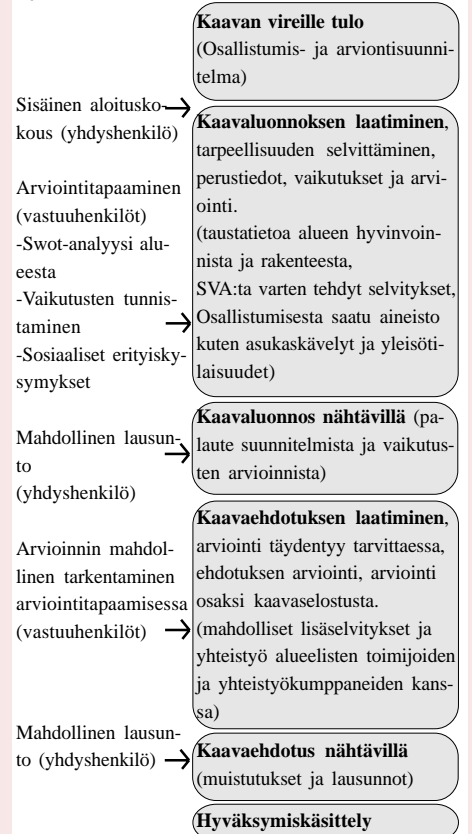 Kaavan vireille tulo
(Osallistumis- ja arviontisuunni-
telma)
Sisäinen aloitusko-
kous (yhdyshenkilö)
Kaavaluonnoksen laatiminen,
tarpeellisuuden selvittäminen,
perustiedot, vaikutukset ja arvi-
ointi.
(taustatietoa alueen hyvinvoin-
nista ja rakenteesta,
SVA:ta varten tehdyt selvitykset,
Osallistumisesta saatu aineisto
kuten asukaskävelyt ja yleisöti-
laisuudet)
Arviointitapaaminen
(vastuuhenkilöt)
-Swot-analyysi alu-
eesta
-Vaikutusten tunnis-
taminen
-Sosiaaliset erityisky-
symykset
Kaavaluonnos nähtävillä (pa-
laute suunnitelmista ja vaikutus-
ten arvioinnista)
Mahdollinen lausun-
to
(yhdyshenkilö)
Kaavaehdotuksen laatiminen,
arviointi täydentyy tarvittaessa,
ehdotuksen arviointi, arviointi
osaksi kaavaselostusta.
(mahdolliset lisäselvitykset ja
yhteistyö alueelisten toimijoiden
ja yhteistyökumppaneiden kans-
sa)
Arvioinnin mahdol-
linen tarkentaminen
arviointitapaamisessa
(vastuuhenkilöt)
Mahdollinen lausun-
to (yhdyshenkilö)
Kaavaehdotus nähtävillä
(muistutukset ja lausunnot)
Hyväksymiskäsittely